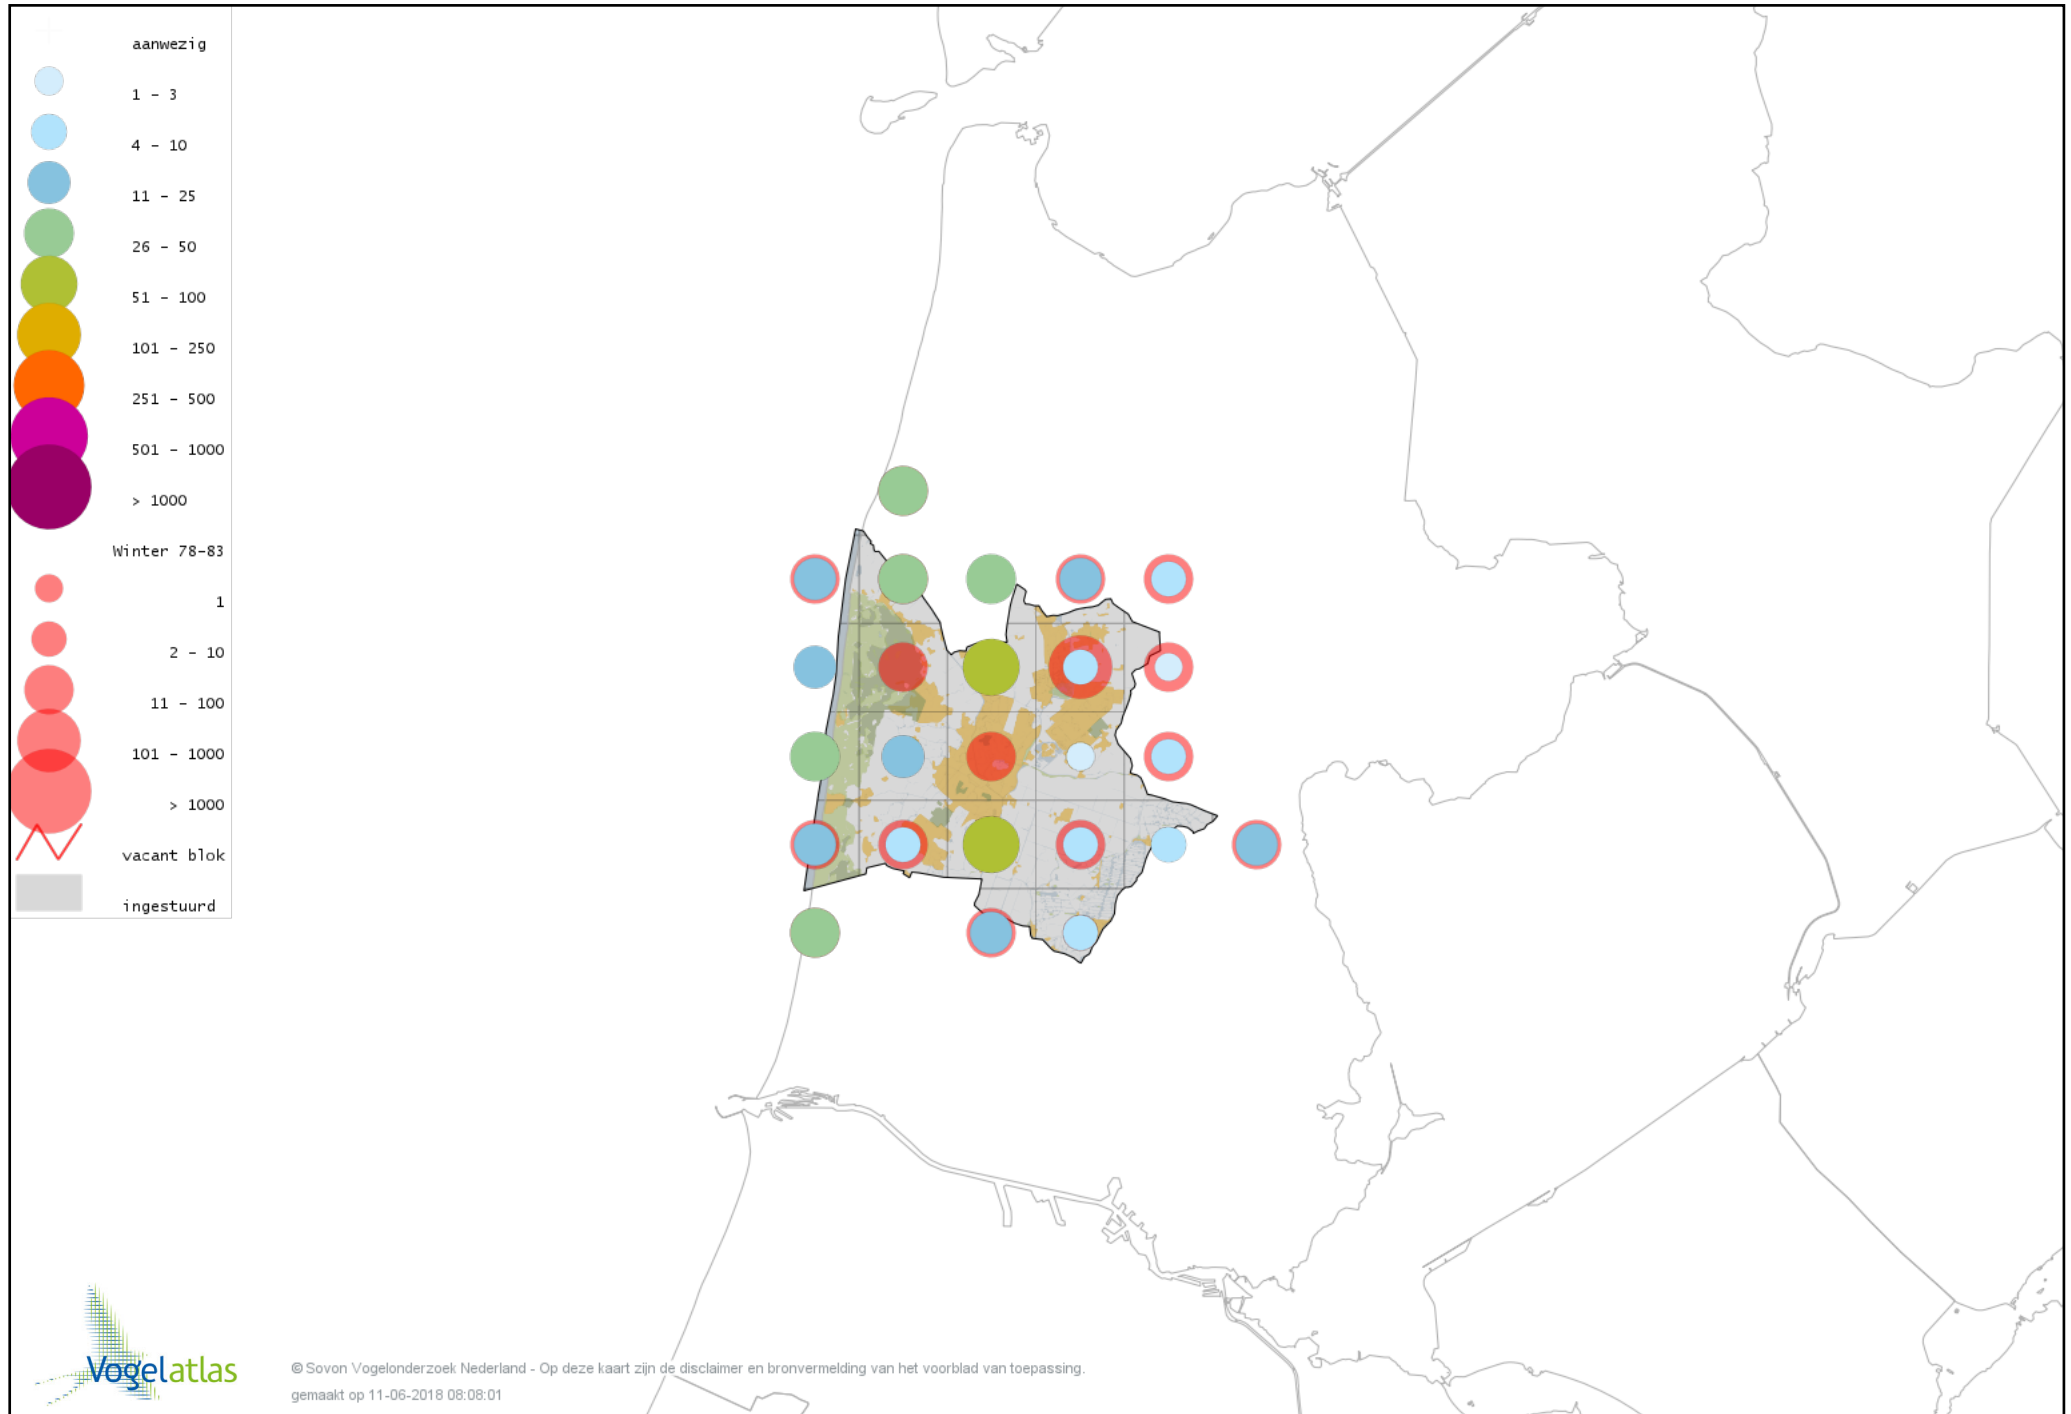 aanwezig
1 - 3
4 - 10
11 - 25
26 - 50
51 - 100
101 - 250
251 - 500
501 - 1000
> 1000
Winter 78-83
1
2 - 10
11 - 100
101 - 1000
> 1000
vacant blok
ingestuurd
Vogelatlas
© Sovon Vogelonderzoek Nederland - Op deze kaart zijn de disclaimer en bronvermelding van het voorblad van toepassing.
gemaakt op 11-06-2018 08:08:01